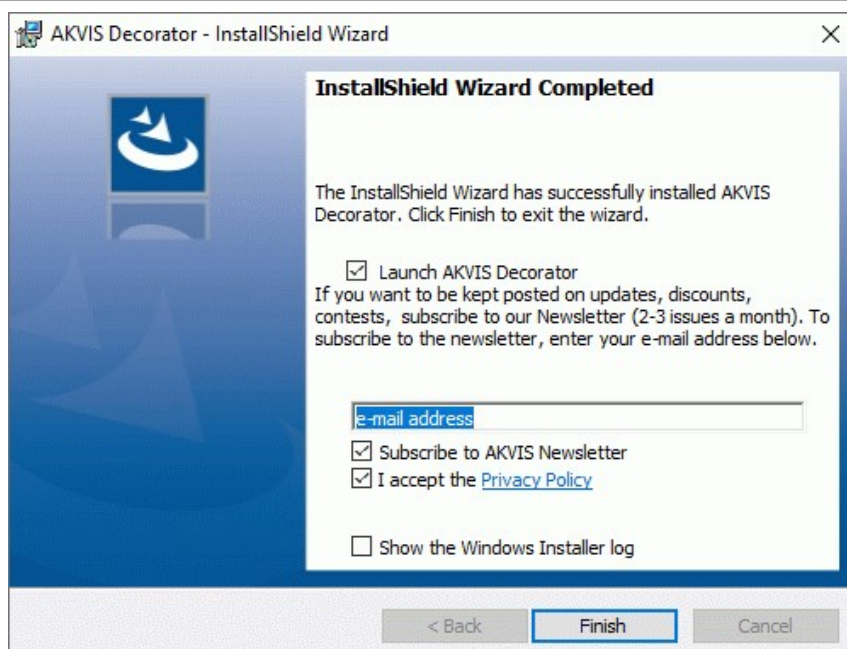 AKVIS Decorator - InstallShield Wizard
InstallShield Wizard Completed
The InstallShield Wizard has successfully installed AKVIS
Decorator. Click Finish to exit the wizard.
Launch AKVIS Decorator
If you want to be kept posted on updates, discounts,
contests,  subscribe to our Newsletter (2-3 issues a month). To
subscribe to the newsletter, enter your e-mail address below.
e-mail address
Subscribe to AKVIS Newsletter
I accept the Privacy Policy
Show the Windows Installer log
< Back Finish Cancel